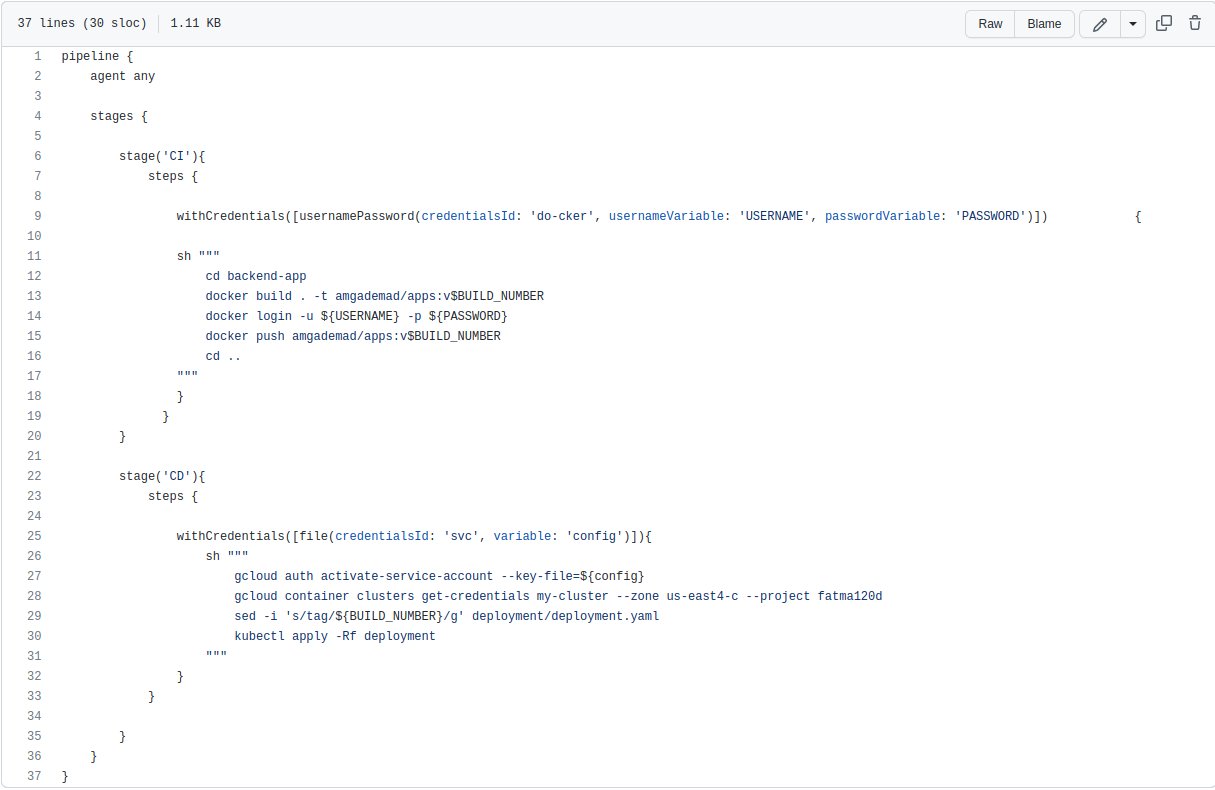 37 lines (30 sloc) 1.11 KB Raw Blame
1 pipeline {
2     agent any
3
4     stages {
5
6         stage('CI'){
7             steps {
8
9                 withCredentials([usernamePassword(credentialsId: 'do-cker', usernameVariable: 'USERNAME', passwordVariable: 'PASSWORD')])            {
10
11                 sh """
12                     cd backend-app
13                     docker build . -t amgademad/apps:v$BUILD_NUMBER
14                     docker login -u ${USERNAME} -p ${PASSWORD}
15                     docker push amgademad/apps:v$BUILD_NUMBER
16                     cd ..
17                 """
18                 }
19               }
20         }
21
22         stage('CD'){
23             steps {
24
25                 withCredentials([file(credentialsId: 'svc', variable: 'config')]){
26                     sh """
27                         gcloud auth activate-service-account --key-file=${config}
28                         gcloud container clusters get-credentials my-cluster --zone us-east4-c --project fatma120d
29                         sed -i 's/tag/${BUILD_NUMBER}/g' deployment/deployment.yaml
30                         kubectl apply -Rf deployment
31                     """
32                 }
33             }
34
35         }
36     }
37 }